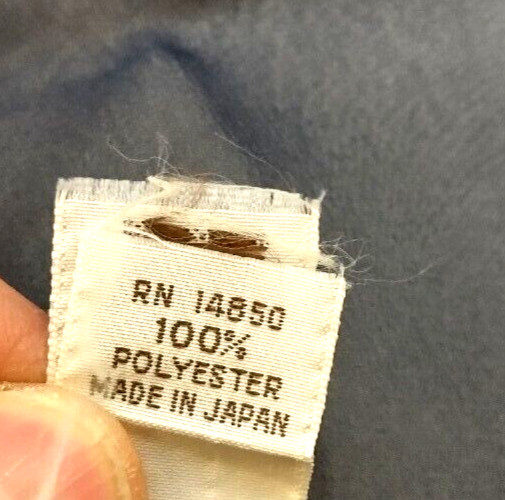 RN 14850
100%
POLYESTER
MADE IN JAPAN